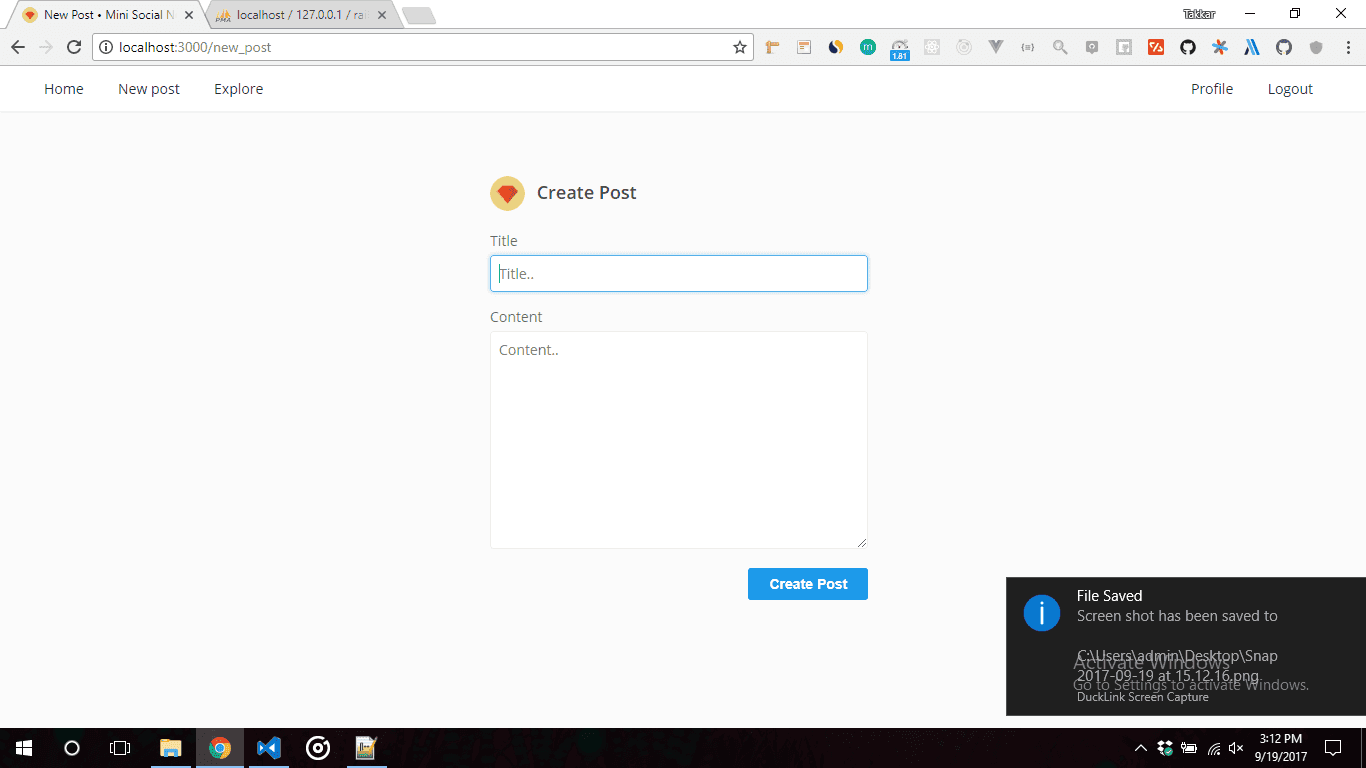 New Post • Mini Social N
localhost / 127.0.0.1 / rai
Takkar
localhost:3000/new_post
m
1.81
Home
New post
Explore
Profile
Logout
Create Post
Title
Title..
Content
Content..
Create Post
File Saved
Screen shot has been saved to
C:\Users\admin\Desktop\Snap
2017-09-19 at 15.12.16.png
DuckLink Screen Capture
Activate Windows
Go to Settings to activate Windows.
3:12 PM
9/19/2017